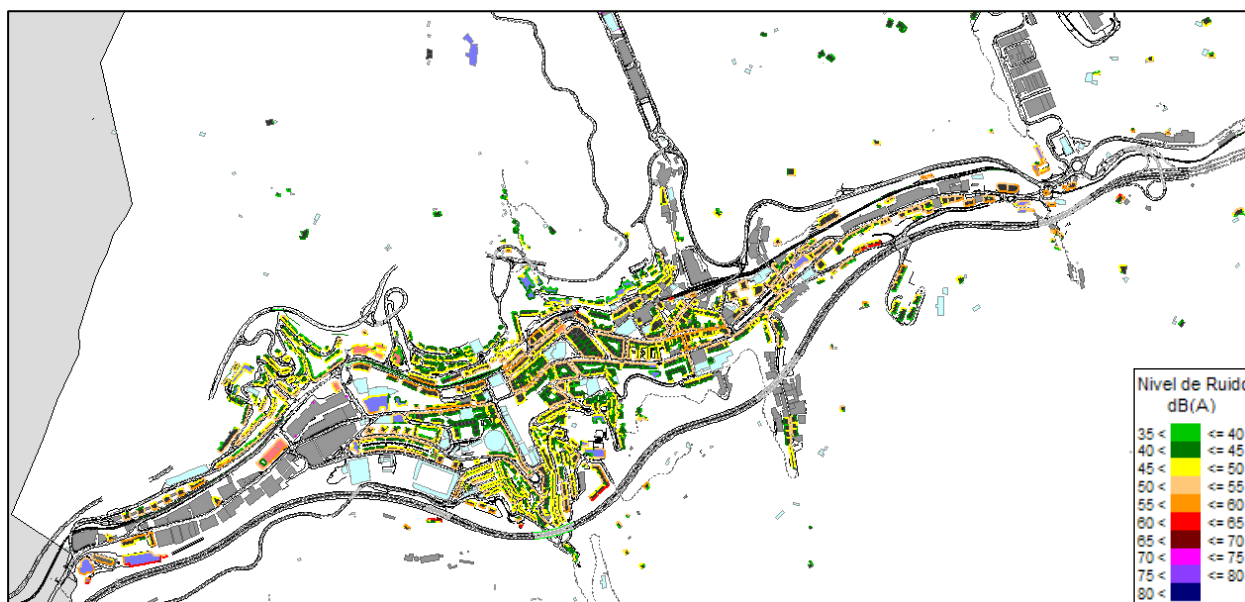 Nivel de Ruido
dB(A)
35 < <= 40
40 < <= 45
45 < <= 50
50 < <= 55
55 < <= 60
60 < <= 65
65 < <= 70
70 < <= 75
75 < <= 80
80 <